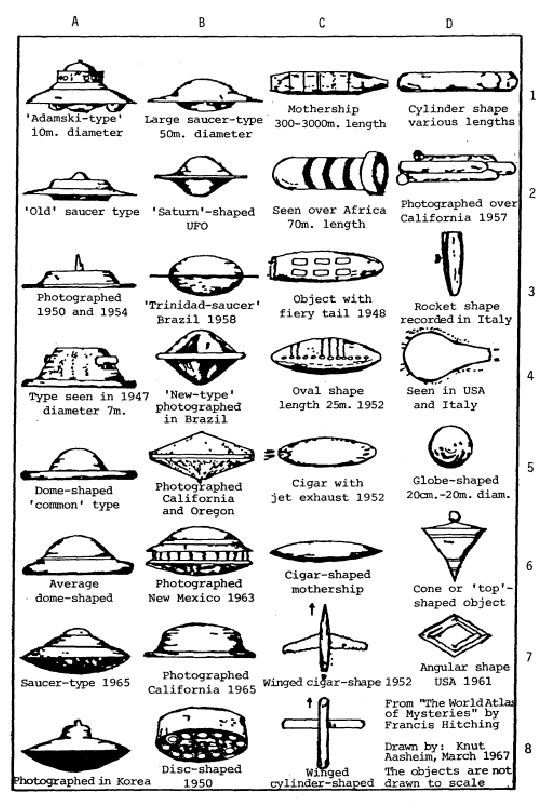 A B C D
1
'Adamski-type'
10m. diameter
Large saucer-type
50m. diameter
Mothership
300-3000m. length
Cylinder shape
various lengths
2
'Old' saucer type
'Saturn'-shaped
UFO
Seen over Africa
70m. length
Photographed over
California 1957
3
Photographed
1950 and 1954
'Trinidad-saucer'
Brazil 1958
Object with
fiery tail 1948
Rocket shape
recorded in Italy
4
Type seen in 1947
diameter 7m.
'New-type'
photographed
in Brazil
Oval shape
length 25m. 1952
Seen in USA
and Italy
5
Dome-shaped
'common' type
Photographed
California
and Oregon
Cigar with
jet exhaust 1952
Globe-shaped
20cm.-20m. diam.
6
Average
dome-shaped
Photographed
New Mexico 1963
Cigar-shaped
mothership
Cone or 'top'-
shaped object
7
Saucer-type 1965
Photographed
California 1965
Winged cigar-shape 1952
Angular shape
USA 1961
8
Photographed in Korea
Disc-shaped
1950
Winged
cylinder-shaped
From "The World Atlas
of Mysteries" by
Francis Hitching
Drawn by: Knut
Aasheim, March 1967
The objects are not
drawn to scale